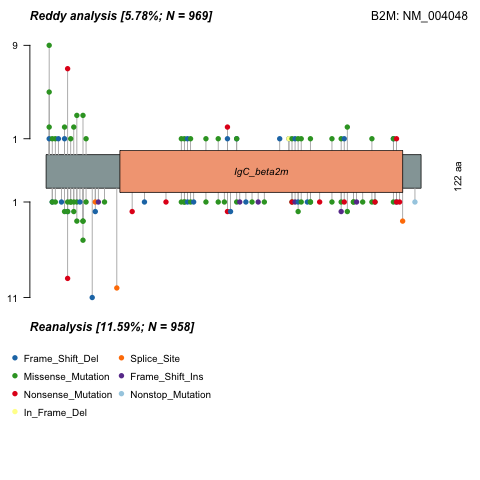 Reddy analysis [5.78%; N = 969]
B2M: NM_004048
9
1
IgC_beta2m
122 aa
1
11
Reanalysis [11.59%; N = 958]
Frame_Shift_Del
Splice_Site
Missense_Mutation
Frame_Shift_Ins
Nonsense_Mutation
Nonstop_Mutation
In_Frame_Del